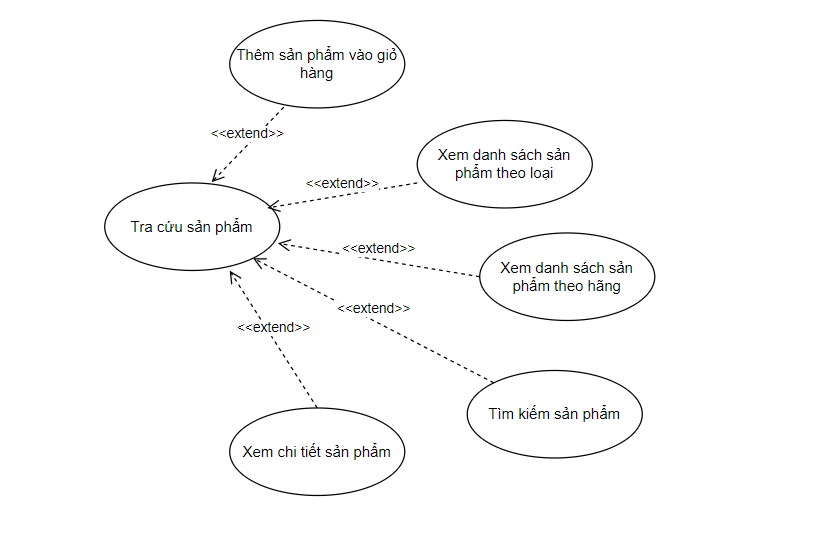 Thêm sản phẩm vào giỏ
hàng
<<extend>>
Xem danh sách sản
phẩm theo loại
<<extend>>
Tra cứu sản phẩm
<<extend>>
Xem danh sách sản
phẩm theo hãng
<<extend>>
<<extend>>
Tìm kiếm sản phẩm
Xem chi tiết sản phẩm